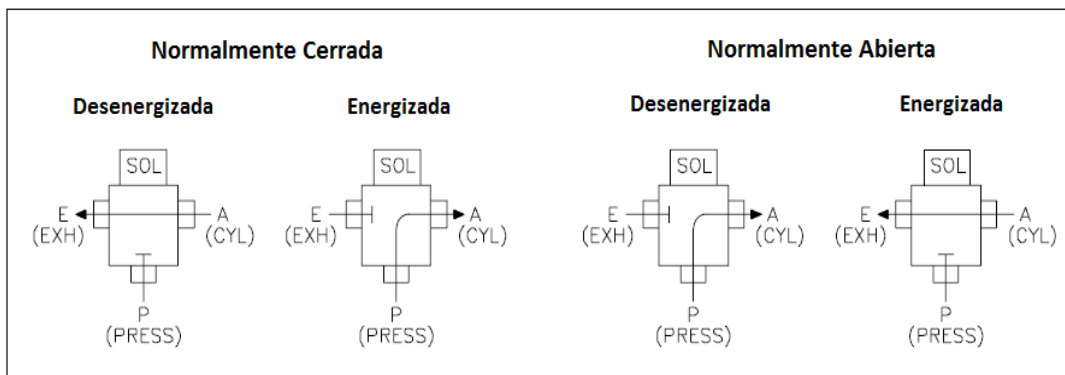 Normalmente Cerrada
Normalmente Abierta
Desenergizada
Energizada
Desenergizada
Energizada
SOL
SOL
SOL
SOL
E
A
E
A
E
A
E
A
(EXH)
(CYL)
(EXH)
(CYL)
(EXH)
(CYL)
(EXH)
(CYL)
P
P
P
P
(PRESS)
(PRESS)
(PRESS)
(PRESS)